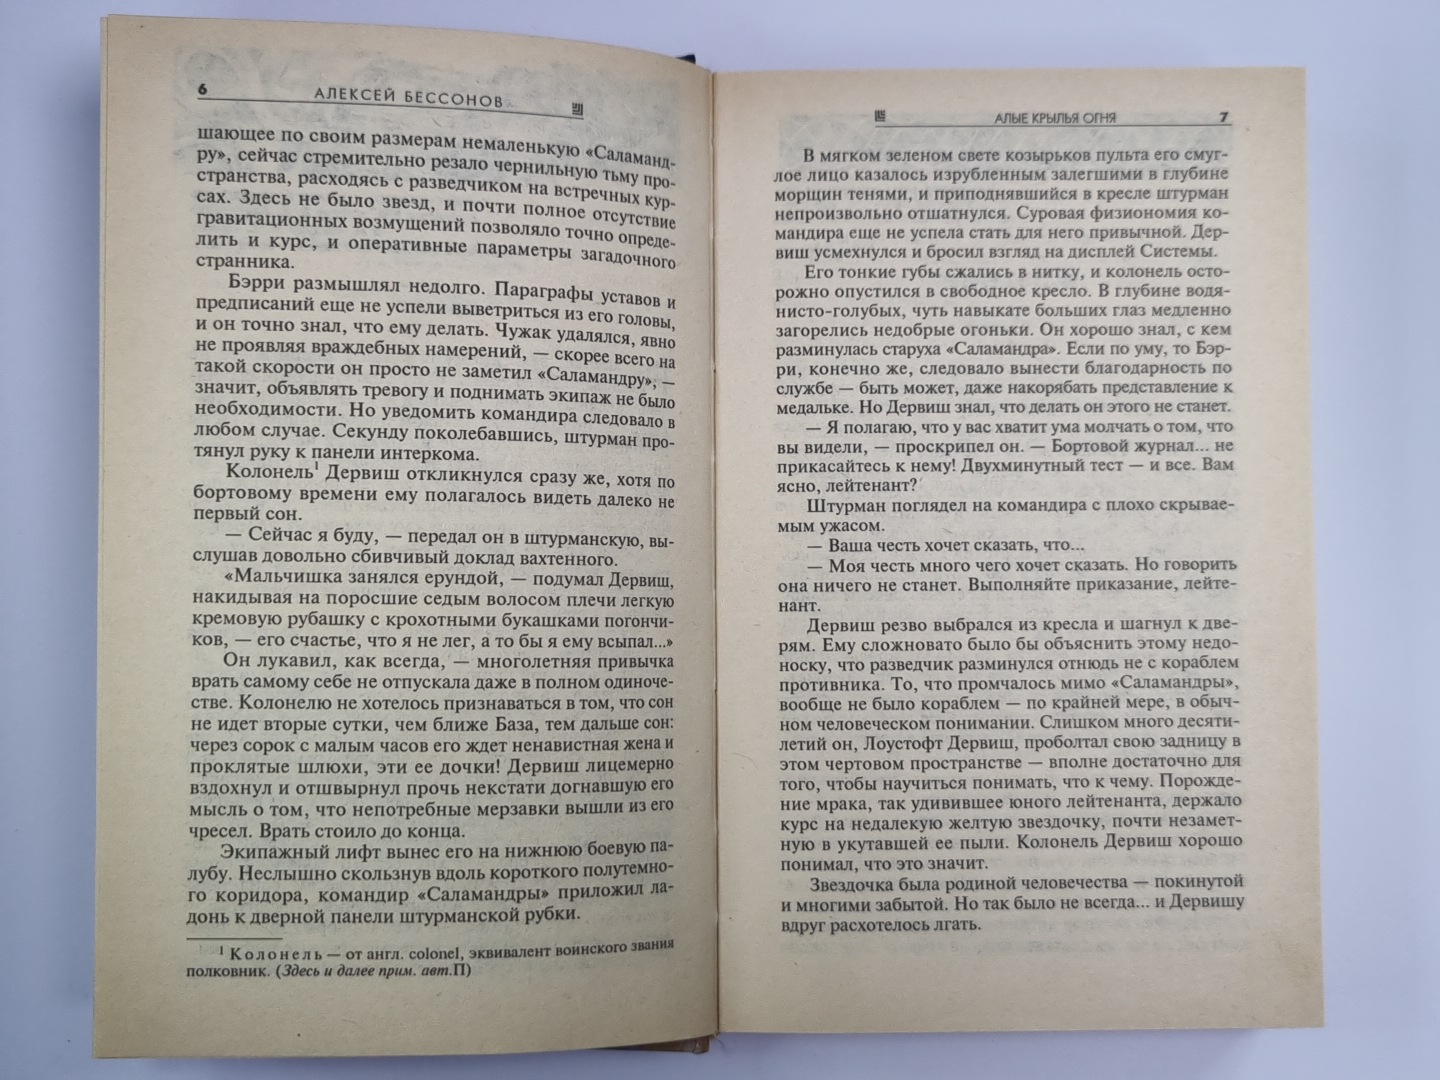 6
АЛЕКСЕЙ БЕССОНОВ
шающее по своим размерам немаленькую «Саламанд-
ру», сейчас стремительно резало чернильную тьму про-
странства, расходясь с разведчиком на встречных кур-
сах. Здесь не было звезд, и почти полное отсутствие
гравитационных возмущений позволяло точно опреде-
лить и курс, и оперативные параметры загадочного
странника.
Бэрри размышлял недолго. Параграфы уставов и
предписаний еще не успели выветриться из его головы,
и он точно знал, что ему делать. Чужак удалялся, явно
не проявляя враждебных намерений, — скорее всего на
такой скорости он просто не заметил «Саламандру», —
значит, объявлять тревогу и поднимать экипаж не было
необходимости. Но уведомить командира следовало в
любом случае. Секунду поколебавшись, штурман про-
тянул руку к панели интеркома.
Колонель¹ Дервиш откликнулся сразу же, хотя по
бортовому времени ему полагалось видеть далеко не
первый сон.
— Сейчас я буду, — передал он в штурманскую, вы-
слушав довольно сбивчивый доклад вахтенного.
«Мальчишка занялся ерундой, — подумал Дервиш,
накидывая на поросшие седым волосом плечи легкую
кремовую рубашку с крохотными букашками погончи-
ков, — его счастье, что я не лег, а то бы я ему всыпал...»
Он лукавил, как всегда, — многолетняя привычка
врать самому себе не отпускала даже в полном одиноче-
стве. Колонелю не хотелось признаваться в том, что сон
не идет вторые сутки, чем ближе База, тем дальше сон:
через сорок с малым часов его ждет ненавистная жена и
проклятые шлюхи, эти ее дочки! Дервиш лицемерно
вздохнул и отшвырнул прочь некстати догнавшую его
мысль о том, что непотребные мерзавки вышли из его
чресел. Врать стоило до конца.
Экипажный лифт вынес его на нижнюю боевую па-
лубу. Неслышно скользнув вдоль короткого полутемно-
го коридора, командир «Саламандры» приложил ла-
донь к дверной панели штурманской рубки.
¹ Колонель — от англ. colonel, эквивалент воинского звания
полковник. (Здесь и далее прим. авт.П)
АЛЫЕ КРЫЛЬЯ ОГНЯ
7
В мягком зеленом свете козырьков пульта его смуг-
лое лицо казалось изрубленным залегшими в глубине
морщин тенями, и приподнявшийся в кресле штурман
непроизвольно отшатнулся. Суровая физиономия ко-
мандира еще не успела стать для него привычной. Дер-
виш усмехнулся и бросил взгляд на дисплей Системы.
Его тонкие губы сжались в нитку, и колонель осто-
рожно опустился в свободное кресло. В глубине водя-
нисто-голубых, чуть навыкате больших глаз медленно
загорелись недобрые огоньки. Он хорошо знал, с кем
разминулась старуха «Саламандра». Если по уму, то Бэр-
ри, конечно же, следовало вынести благодарность по
службе — быть может, даже накорябать представление к
медальке. Но Дервиш знал, что делать он этого не станет.
— Я полагаю, что у вас хватит ума молчать о том, что
вы видели, — проскрипел он. — Бортовой журнал... не
прикасайтесь к нему! Двухминутный тест — и все. Вам
ясно, лейтенант?
Штурман поглядел на командира с плохо скрывае-
мым ужасом.
— Ваша честь хочет сказать, что...
— Моя честь много чего хочет сказать. Но говорить
она ничего не станет. Выполняйте приказание, лейте-
нант.
Дервиш резво выбрался из кресла и шагнул к две-
рям. Ему сложновато было бы объяснить этому недо-
носку, что разведчик разминулся отнюдь не с кораблем
противника. То, что промчалось мимо «Саламандры»,
вообще не было кораблем — по крайней мере, в обыч-
ном человеческом понимании. Слишком много десяти-
летий он, Лоустофт Дервиш, проболтал свою задницу в
этом чертовом пространстве — вполне достаточно для
того, чтобы научиться понимать, что к чему. Порожде-
ние мрака, так удивившее юного лейтенанта, держало
курс на недалекую желтую звездочку, почти незамет-
ную в укутавшей ее пыли. Колонель Дервиш хорошо
понимал, что это значит.
Звездочка была родиной человечества — покинутой
и многими забытой. Но так было не всегда... и Дервишу
вдруг расхотелось лгать.